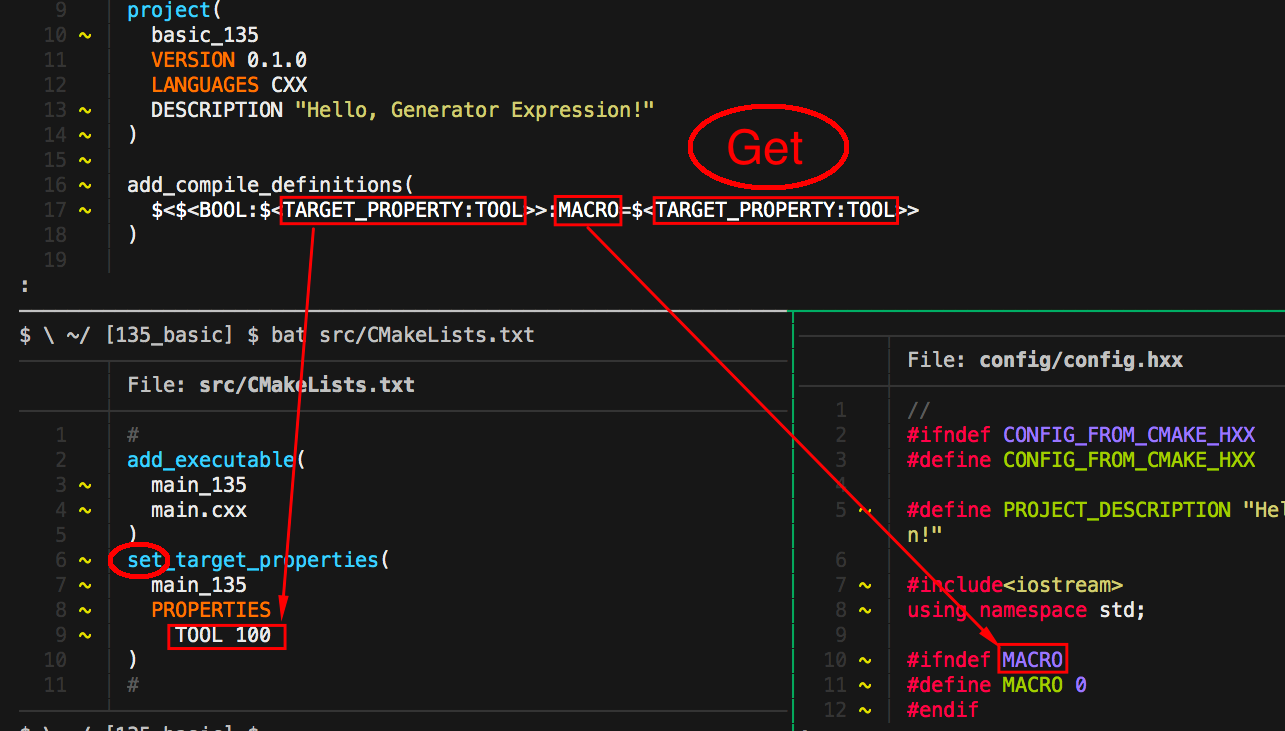 9 project(
10 ~ basic_135
11 VERSION 0.1.0
12 LANGUAGES CXX
13 ~ DESCRIPTION "Hello, Generator Expression!"
14 ~ )
Get
15 ~
16 ~ add_compile_definitions(
17 ~ $<$<BOOL:$<TARGET_PROPERTY:TOOL>>:MACRO=$<TARGET_PROPERTY:TOOL>>
18 )
19
:
$ \ ~/ [135_basic] $ bat src/CMakeLists.txt
File: src/CMakeLists.txt
1 #
2 add_executable(
3 ~ main_135
4 ~ main.cxx
5 )
6 ~ set_target_properties(
7 ~ main_135
8 ~ PROPERTIES
9 ~ TOOL 100
10 )
11 #
File: config/config.hxx
1 //
2 #ifndef CONFIG_FROM_CMAKE_HXX
3 #define CONFIG_FROM_CMAKE_HXX
4
5 ~ #define PROJECT_DESCRIPTION "Hel
n!"
6
7 ~ #include<iostream>
8 ~ using namespace std;
9
10 ~ #ifndef MACRO
11 ~ #define MACRO 0
12 ~ #endif